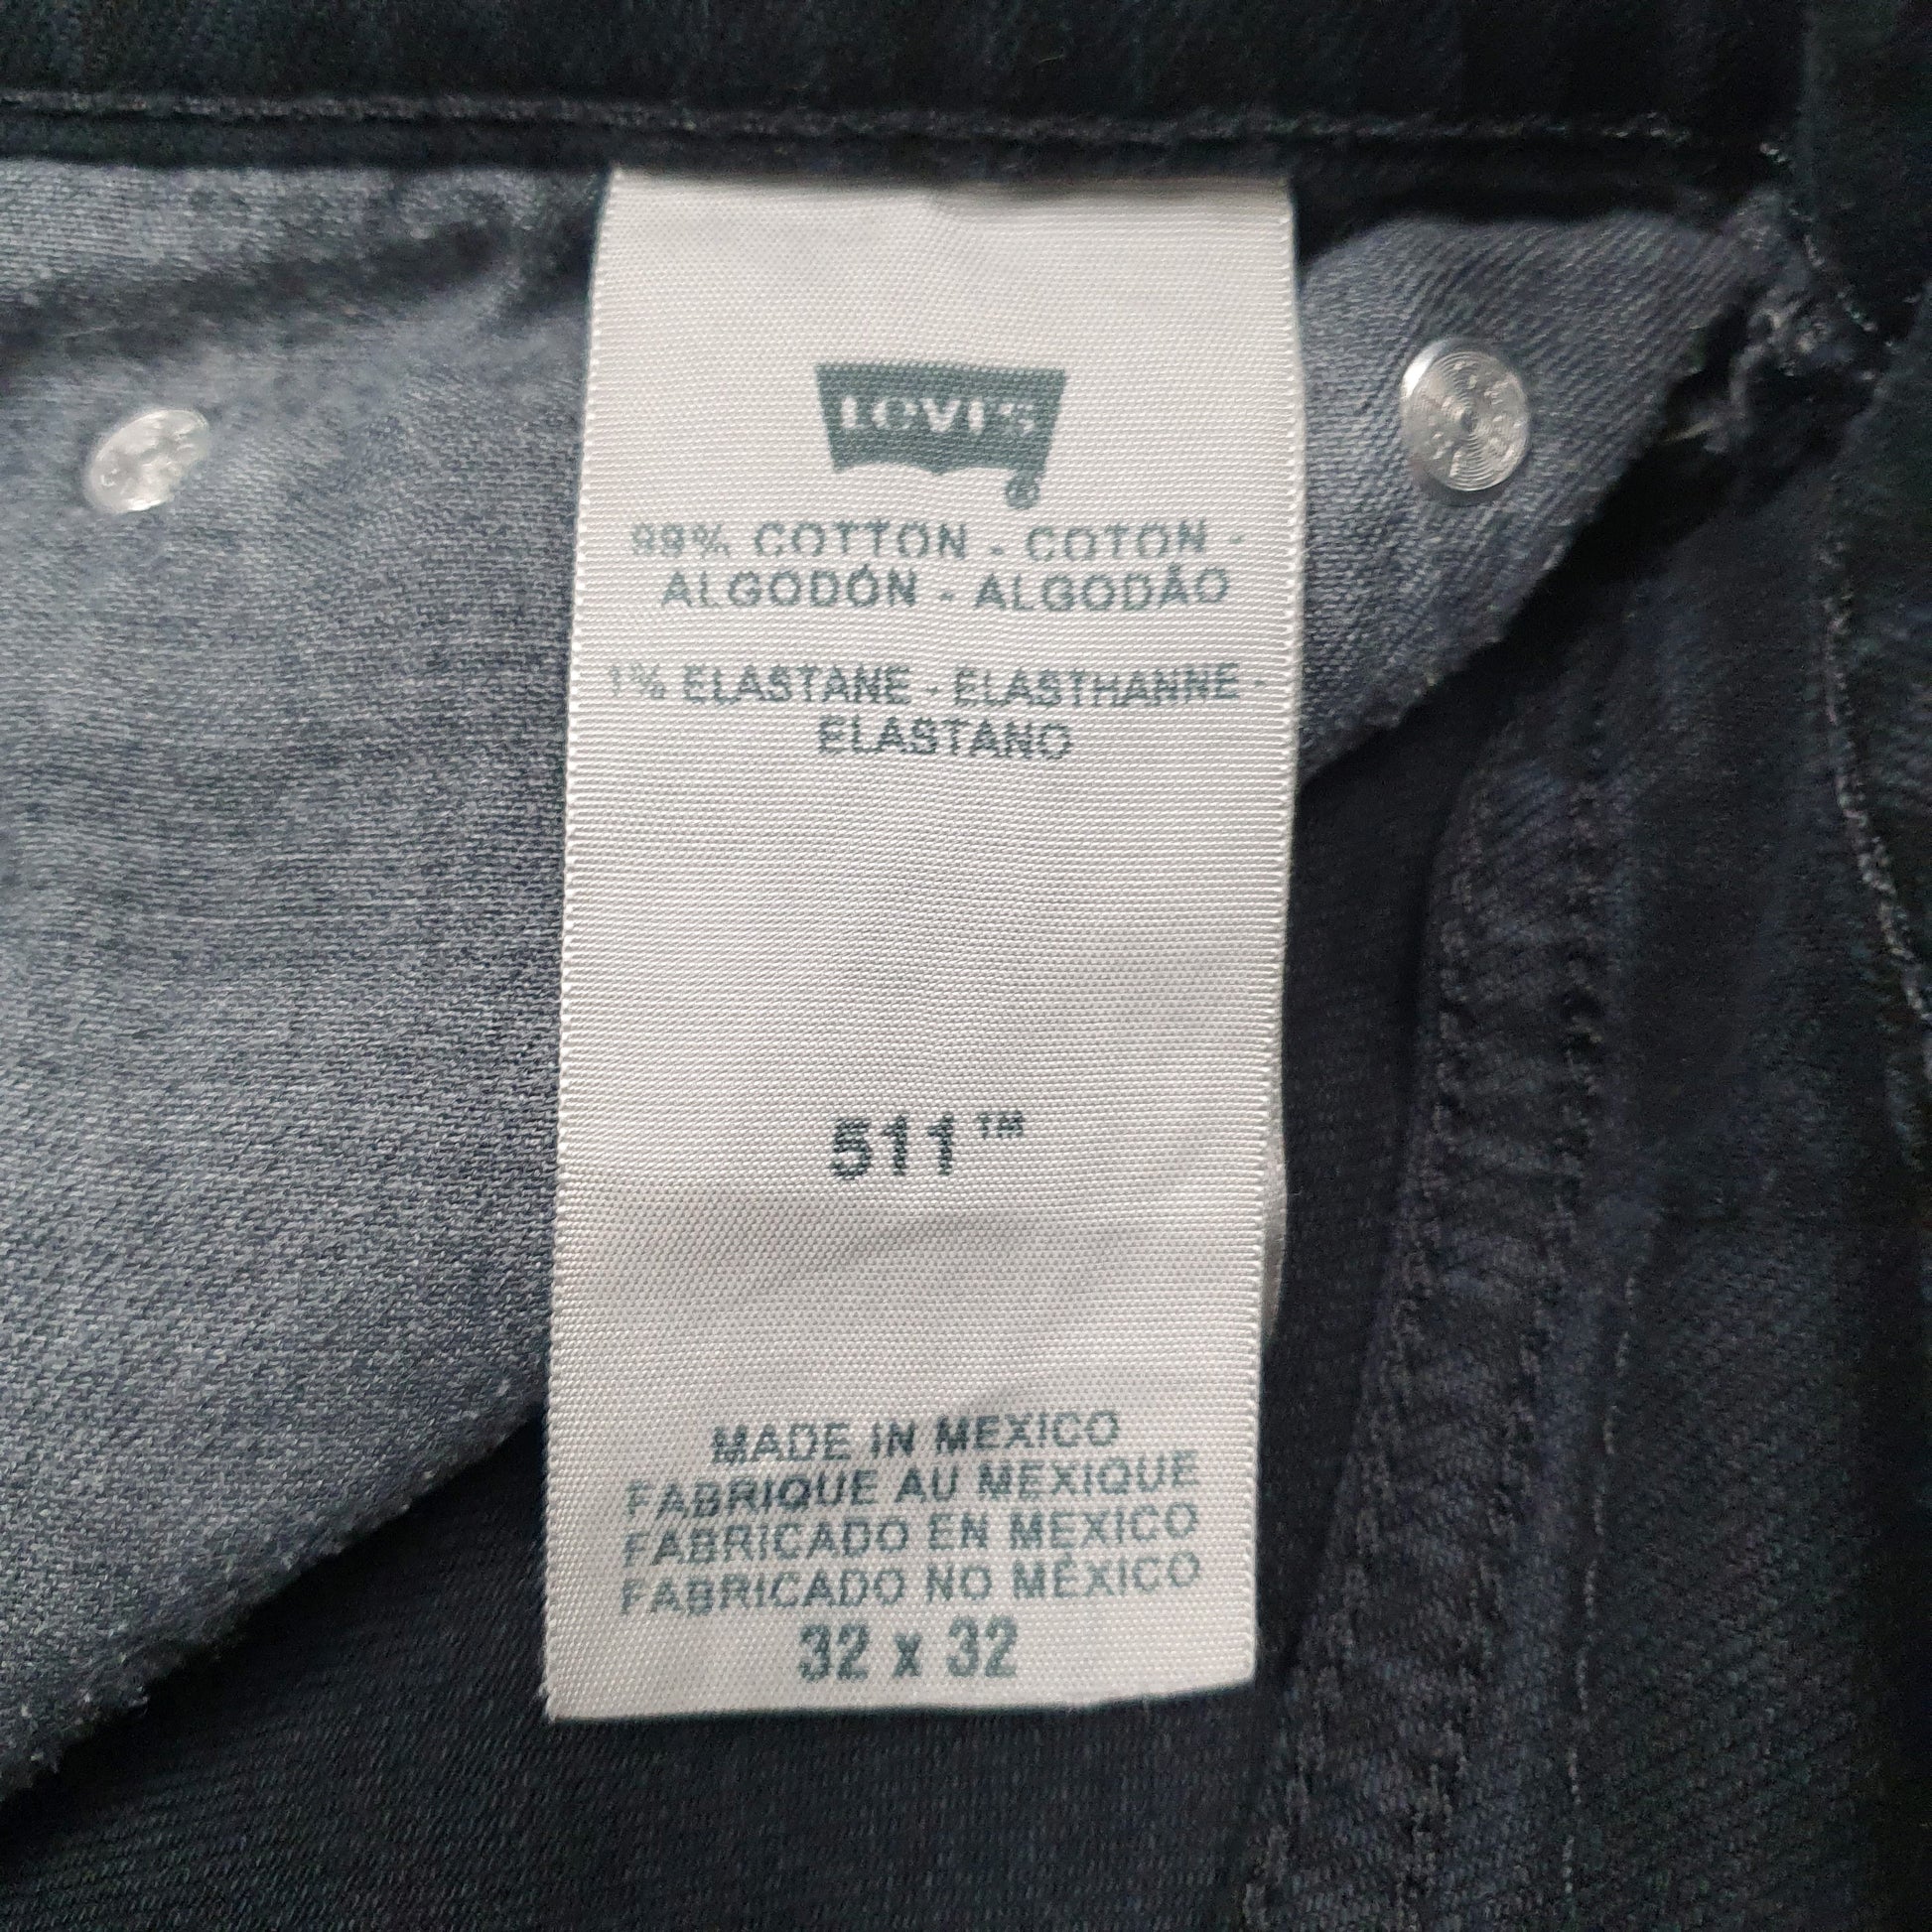 LEVI'S
®
99% COTTON - COTON -
ALGODÓN - ALGODÃO
1% ELASTANE - ELASTHANNE -
ELASTANO
511™
MADE IN MEXICO
FABRIQUE AU MEXIQUE
FABRICADO EN MEXICO
FABRICADO NO MÉXICO
32 x 32